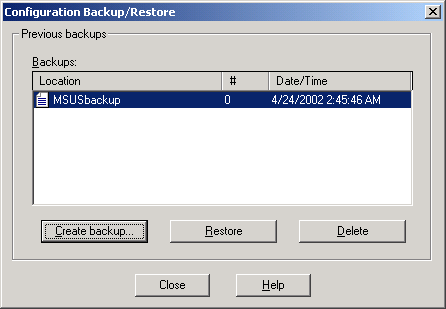 Configuration Backup/Restore
Previous backups
Backups:
Location # Date/Time
MSUSbackup 0 4/24/2002 2:45:46 AM
Create backup... Restore Delete
Close Help